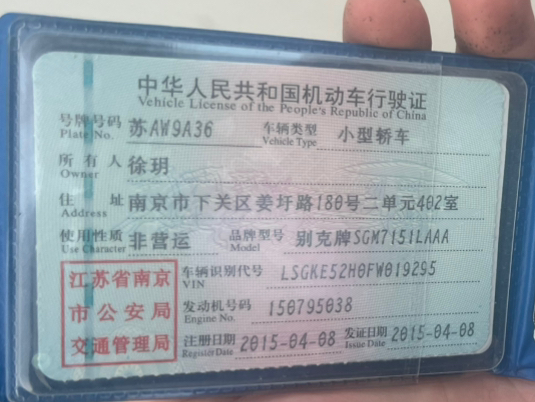 中华人民共和国机动车行驶证
Vehicle License of the People's Republic of China
号牌号码 苏AW9A36 车辆类型 小型轿车
Plate No. Vehicle Type
所有人 徐玥
Owner
住址 南京市下关区姜圩路180号二单元402室
Address
使用性质 非营运 品牌型号 别克牌SGM7151LAAA
Use Character Model
江苏省南京
市公安局
交通管理局
车辆识别代号 LSGKE52H0FW019295
VIN
发动机号码 150795038
Engine No.
注册日期 2015-04-08 发证日期 2015-04-08
Register Date Issue Date